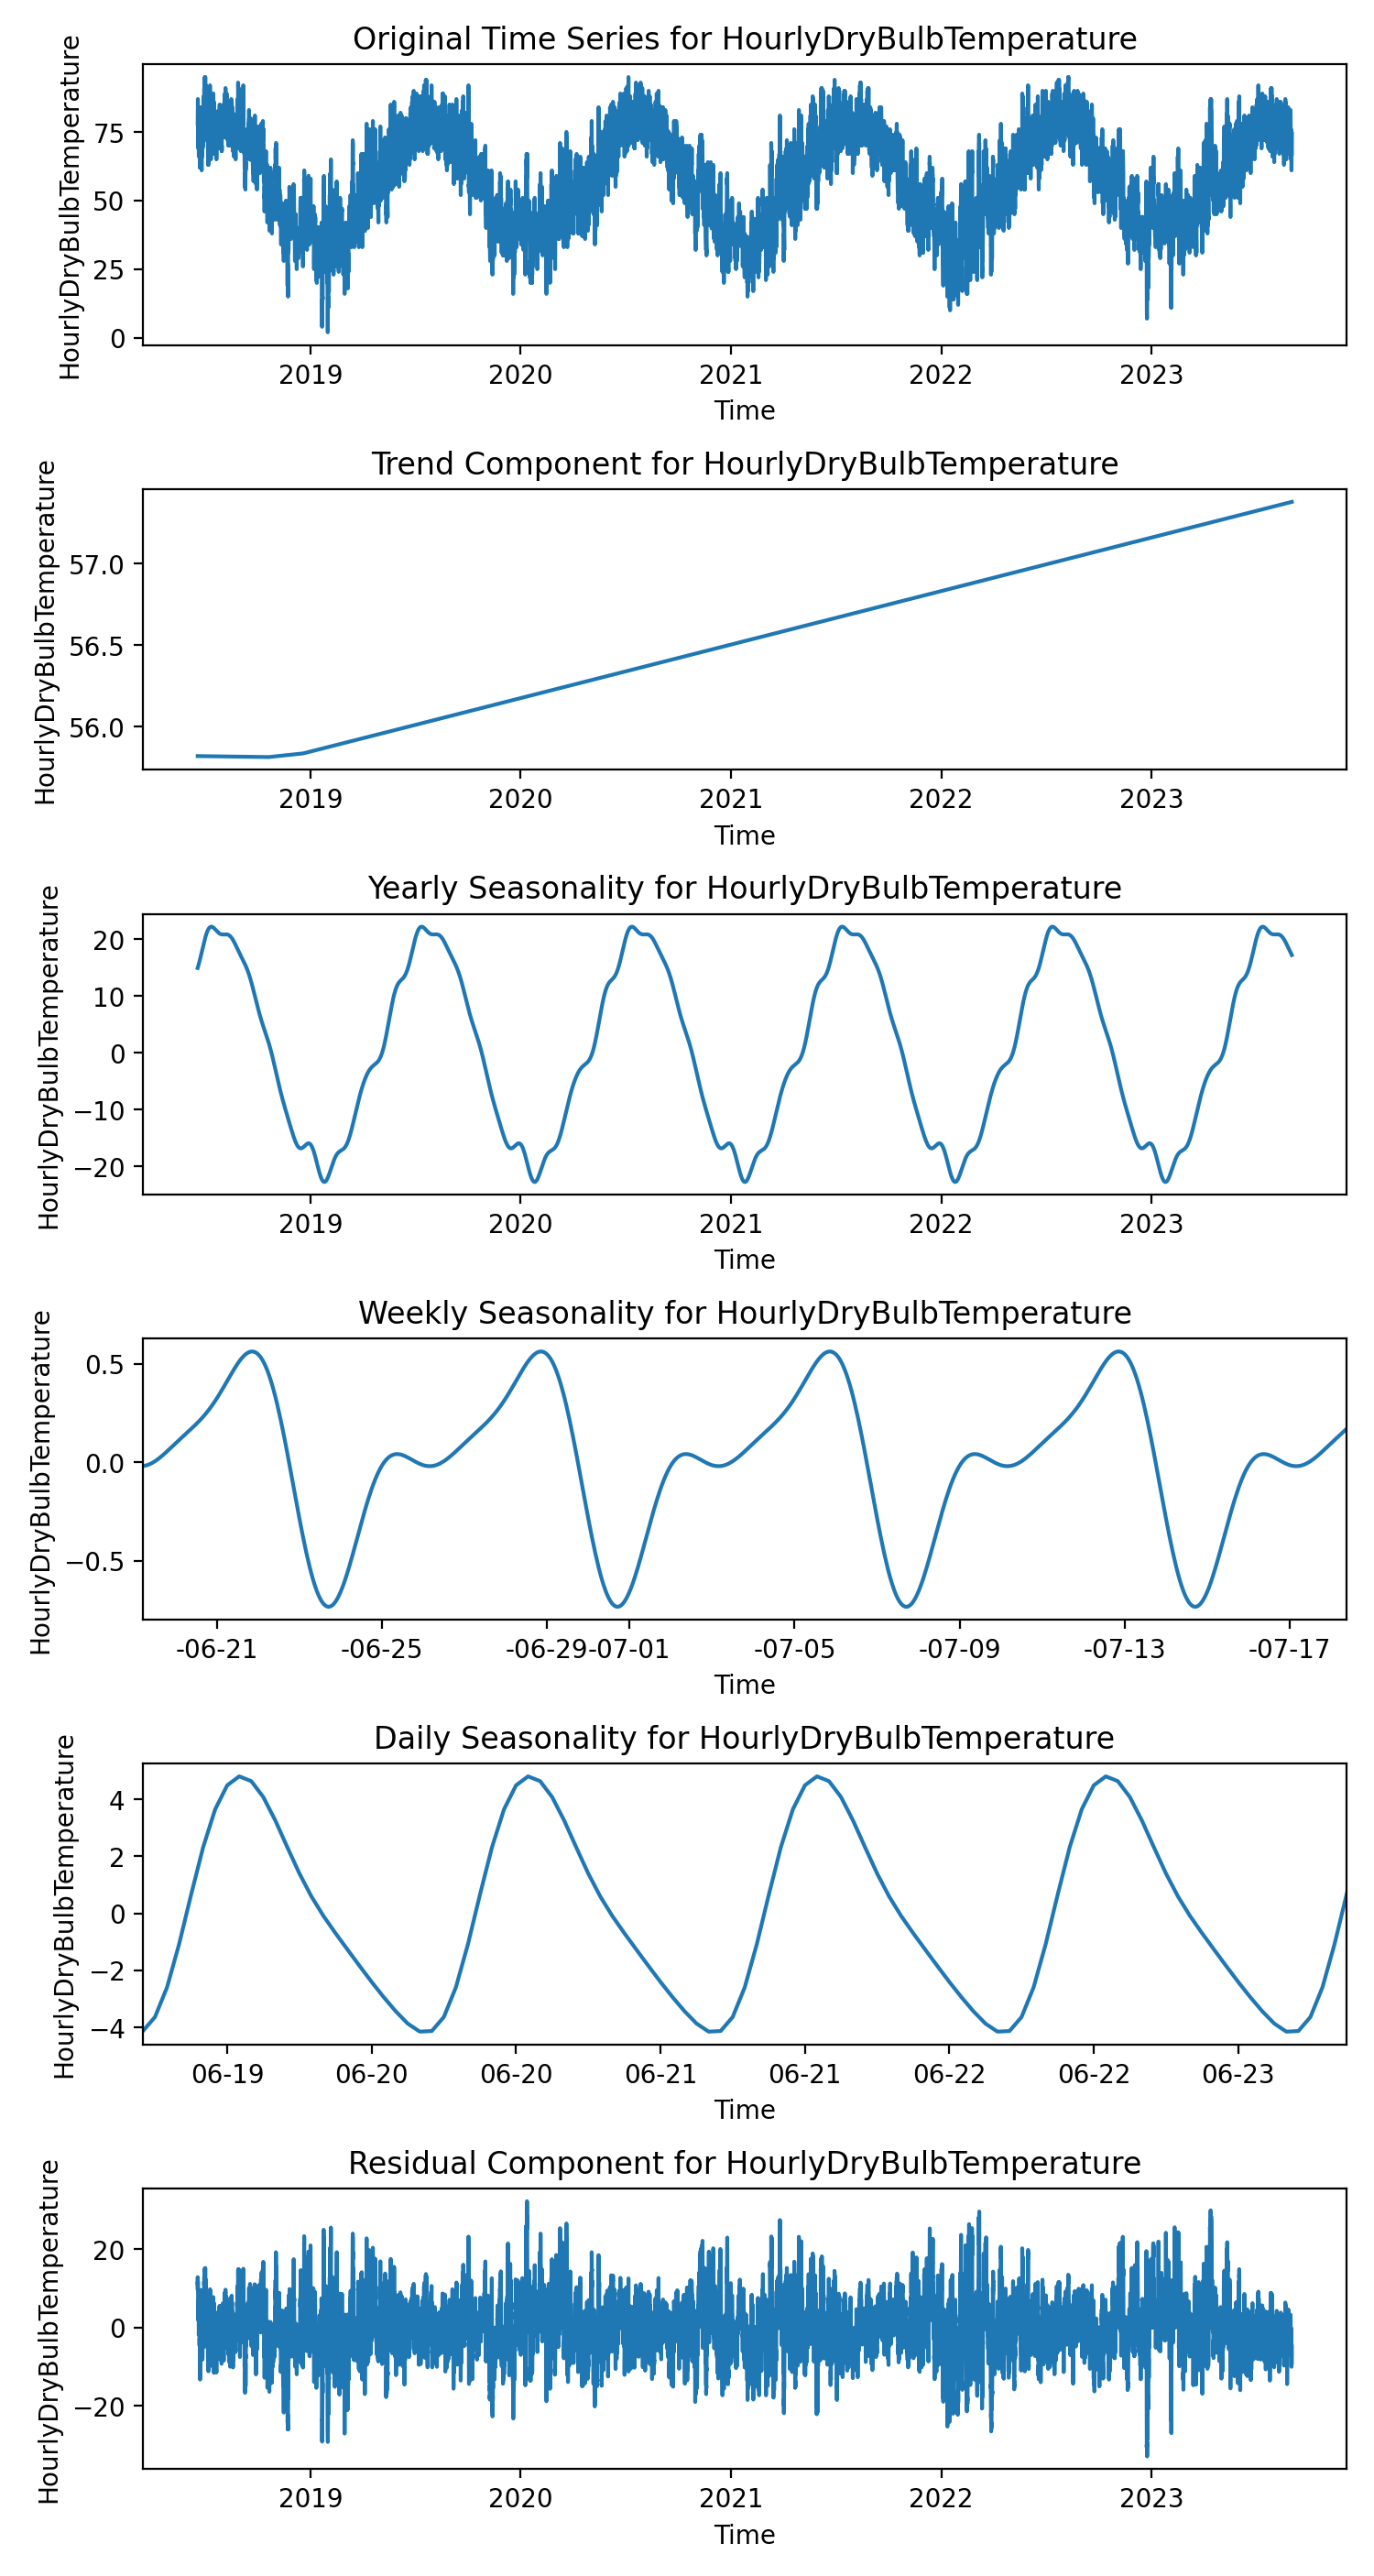 Original Time Series for HourlyDryBulbTemperature
HourlyDryBulbTemperature
75
50
25
0
2019 2020 2021 2022 2023
Time
Trend Component for HourlyDryBulbTemperature
HourlyDryBulbTemperature
57.0
56.5
56.0
2019 2020 2021 2022 2023
Time
Yearly Seasonality for HourlyDryBulbTemperature
HourlyDryBulbTemperature
20
10
0
−10
−20
2019 2020 2021 2022 2023
Time
Weekly Seasonality for HourlyDryBulbTemperature
HourlyDryBulbTemperature
0.5
0.0
−0.5
-06-21 -06-25 -06-29-07-01 -07-05 -07-09 -07-13 -07-17
Time
Daily Seasonality for HourlyDryBulbTemperature
HourlyDryBulbTemperature
4
2
0
−2
−4
06-19 06-20 06-20 06-21 06-21 06-22 06-22 06-23
Time
Residual Component for HourlyDryBulbTemperature
HourlyDryBulbTemperature
20
0
−20
2019 2020 2021 2022 2023
Time